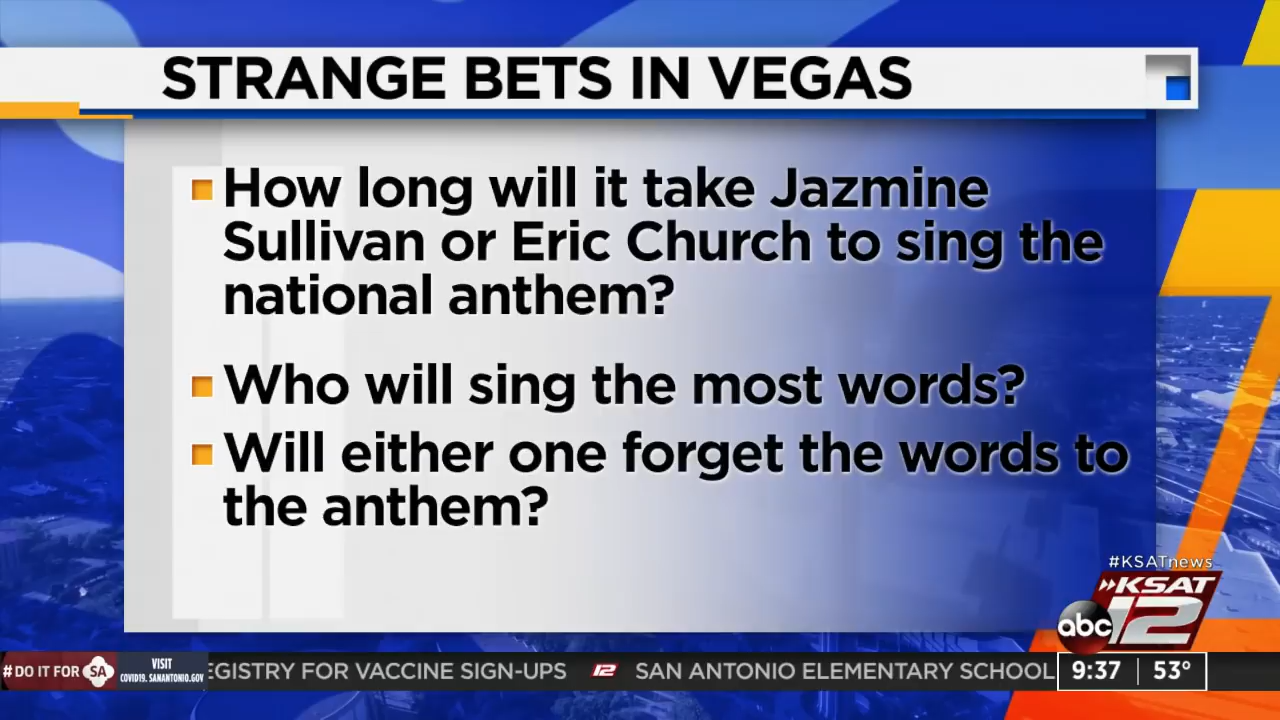 STRANGE BETS IN VEGAS
How long will it take Jazmine
Sullivan or Eric Church to sing the
national anthem?
Who will sing the most words?
Will either one forget the words to
the anthem?
#KSATnews
KSAT
abc 12
#DO IT FOR SA
VISIT
COVID19.SANANTONIO.GOV
EGISTRY FOR VACCINE SIGN-UPS 12 SAN ANTONIO ELEMENTARY SCHOOL
9:37 53°